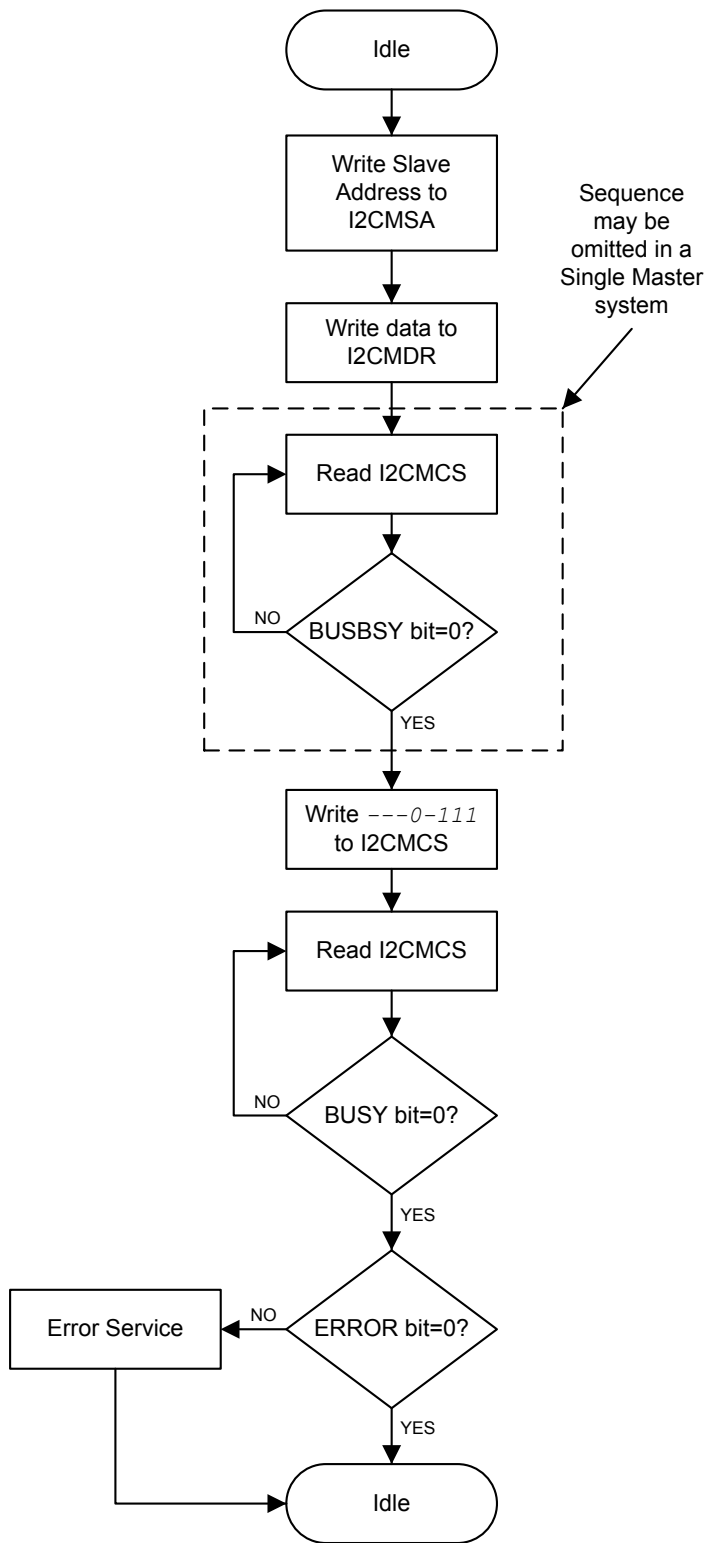 Idle
Write Slave
Address to
I2CMSA
Sequence
may be
omitted in a
Single Master
system
Write data to
I2CMDR
Read I2CMCS
NO
BUSBSY bit=0?
YES
Write ---0-111
to I2CMCS
Read I2CMCS
NO
BUSY bit=0?
YES
Error Service
NO
ERROR bit=0?
YES
Idle